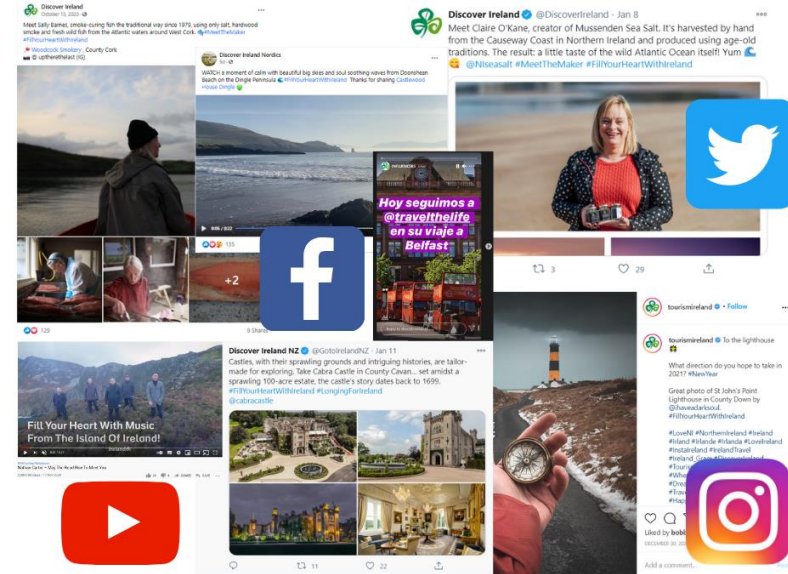 Discover Ireland
Meet Sally Barnes, smoke-curing fish the traditional way since 1979, using only salt, hardwood
smoke and fresh wild fish from the Atlantic waters around West Cork. #MeetTheMaker
#FillYourHeartWithIreland
Woodcock Smokery, County Cork
+2
129
9 Shares
Discover Ireland Nordics
WATCH a moment of calm with beautiful big skies and soul soothing waves from Doonshean
Beach on the Dingle Peninsula #FillYourHeartWithIreland Thanks for sharing Castlewood
House Dingle
155
Hoy seguimos a
@travelthelife
en su viaje a
Belfast
Discover Ireland @DiscoverIreland · Jan 8
Meet Claire O'Kane, creator of Mussenden Sea Salt. It's harvested by hand
from the Causeway Coast in Northern Ireland and produced using age-old
traditions. The result: a little taste of the wild Atlantic Ocean itself! Yum
@Niseasalt #MeetTheMaker #FillYourHeartWithIreland
3
29
Fill Your Heart With Music
From The Island Of Ireland!
Discover Ireland NZ @GotoIrelandNZ · Jan 11
Castles, with their sprawling grounds and intriguing histories, are tailor-
made for exploring. Take Cabra Castle in County Cavan... set amidst a
sprawling 100-acre estate, the castle's story dates back to 1699.
#FillYourHeartWithIreland #LongingForIreland
@cabracastle
11
22
tourismireland • Follow
tourismireland To the lighthouse
What direction do you hope to take in
2021? #NewYear
Great photo of St John's Point
Lighthouse in County Down by
@ihaveadarksoul
#FillYourHeartWithIreland
#LoveNI #NorthernIreland #Ireland
#Irland #Irlande #Irlanda #LoveIreland
#InstaIreland #IrelandTravel
Liked by
Add a comment...